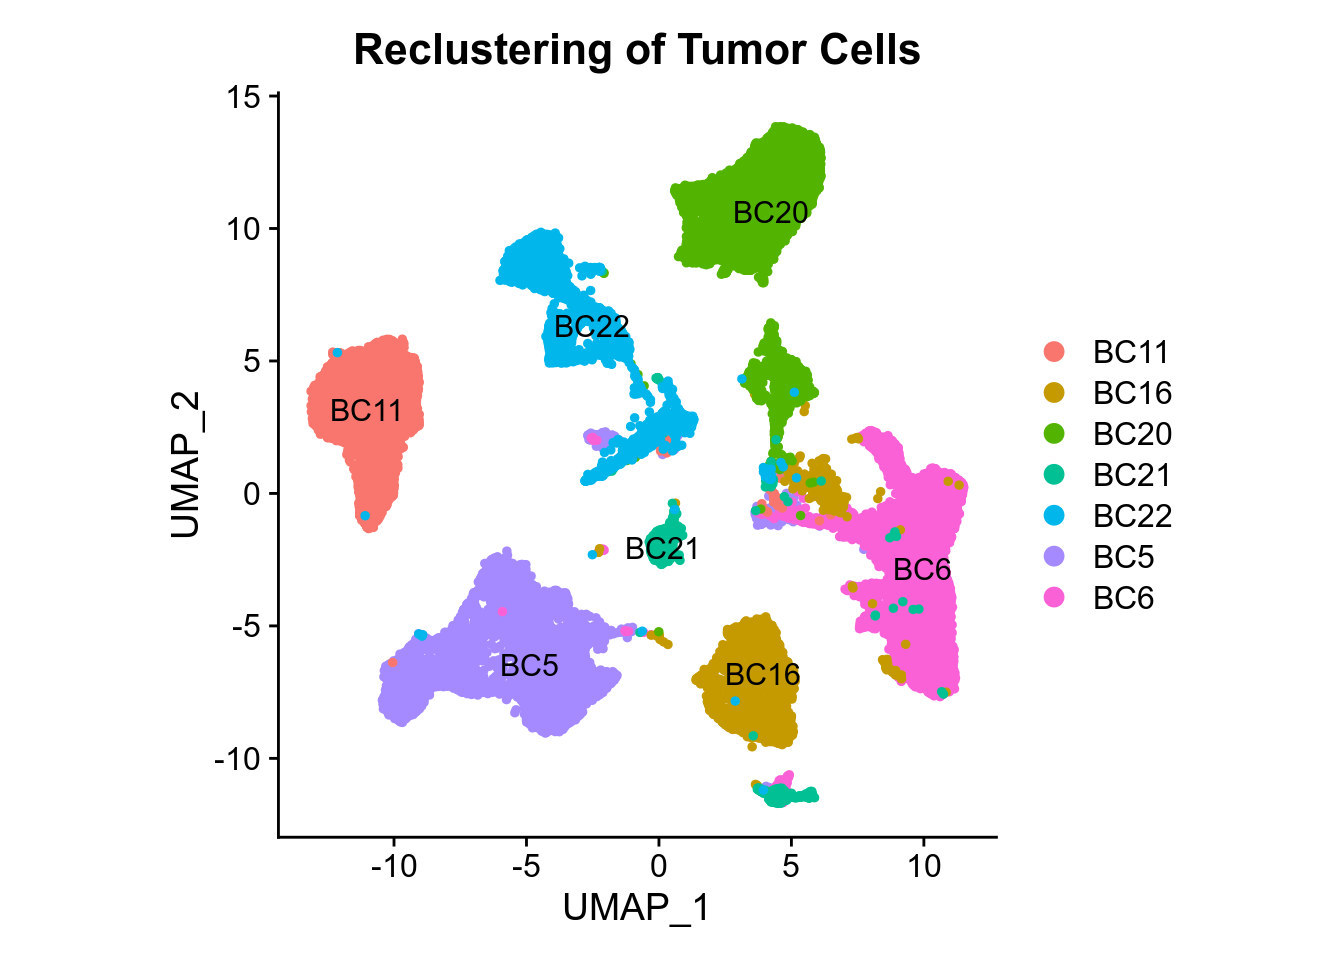 Reclustering of Tumor Cells
15
10
5
0
-5
-10
UMAP_2
BC20
BC22
BC11
BC21
BC6
BC5
BC16
-10
-5
0
5
10
UMAP_1
BC11
BC16
BC20
BC21
BC22
BC5
BC6